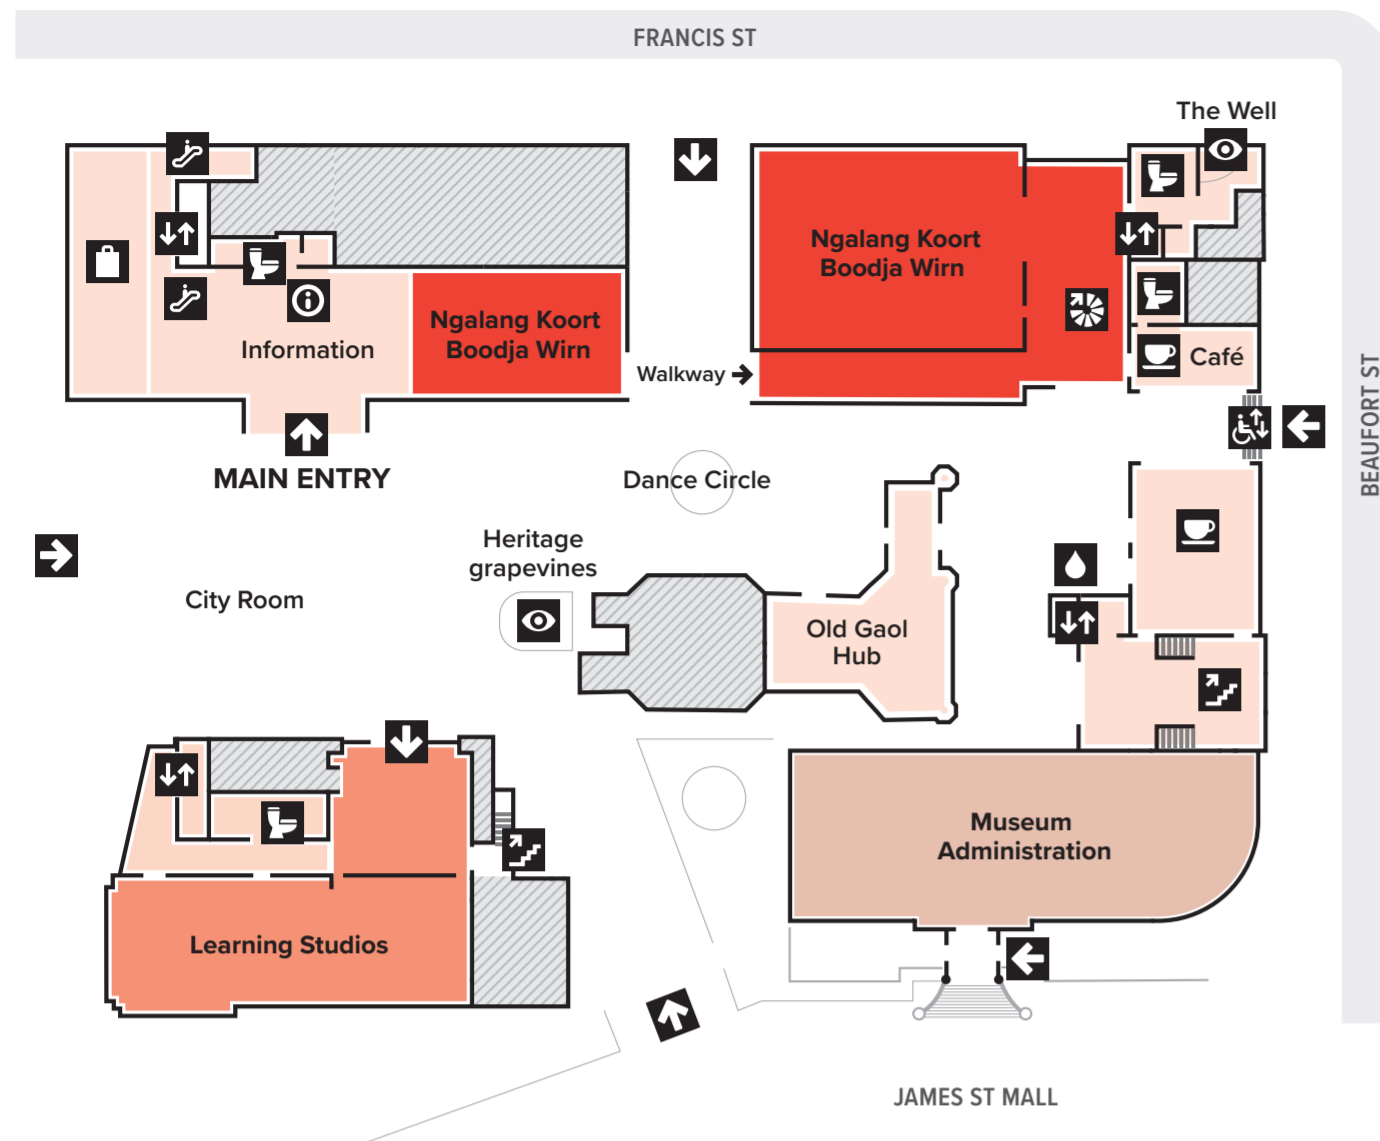 FRANCIS ST
The Well
Ngalang Koort
Boodja Wirn
Ngalang Koort
Boodja Wirn
Information
Walkway
Café
BEAUFORT ST
MAIN ENTRY
Dance Circle
Heritage
grapevines
City Room
Old Gaol
Hub
Museum
Administration
Learning Studios
JAMES ST MALL